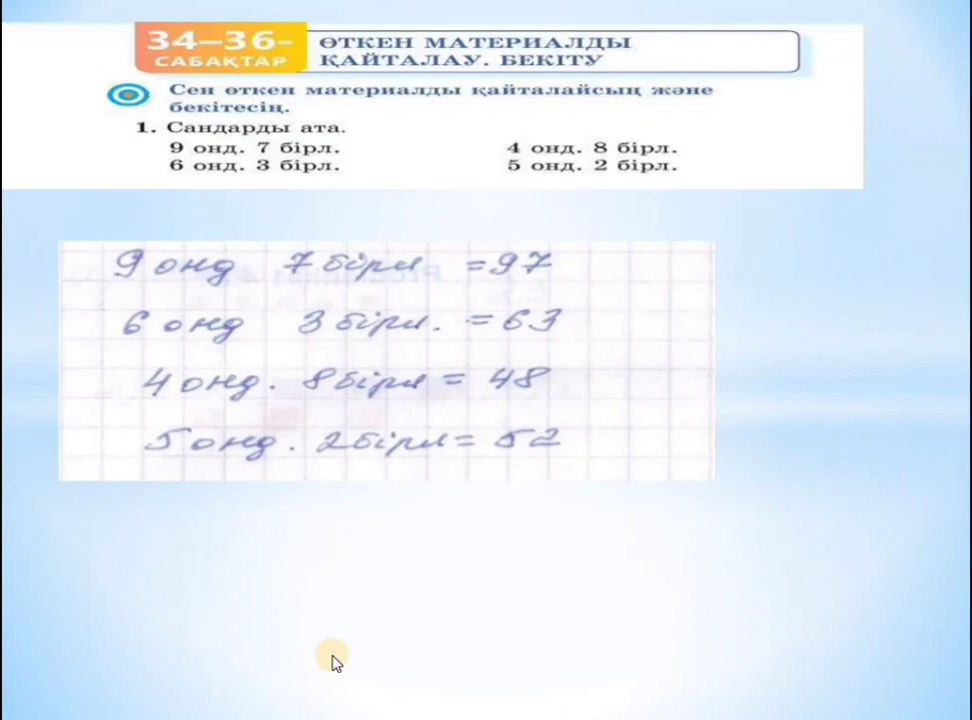 34–36-
САБАҚТАР
ӨТКЕН МАТЕРИАЛДЫ
ҚАЙТАЛАУ. БЕКІТУ
Сен өткен материалды қайталайсың және
бекітесің.
1. Сандарды ата.
9 онд. 7 бірл. 4 онд. 8 бірл.
6 онд. 3 бірл. 5 онд. 2 бірл.
9 онд 7 бірл = 97
6 онд 3 бірл. = 63
4 онд. 8 бірл = 48
5 онд. 2 бірл = 52